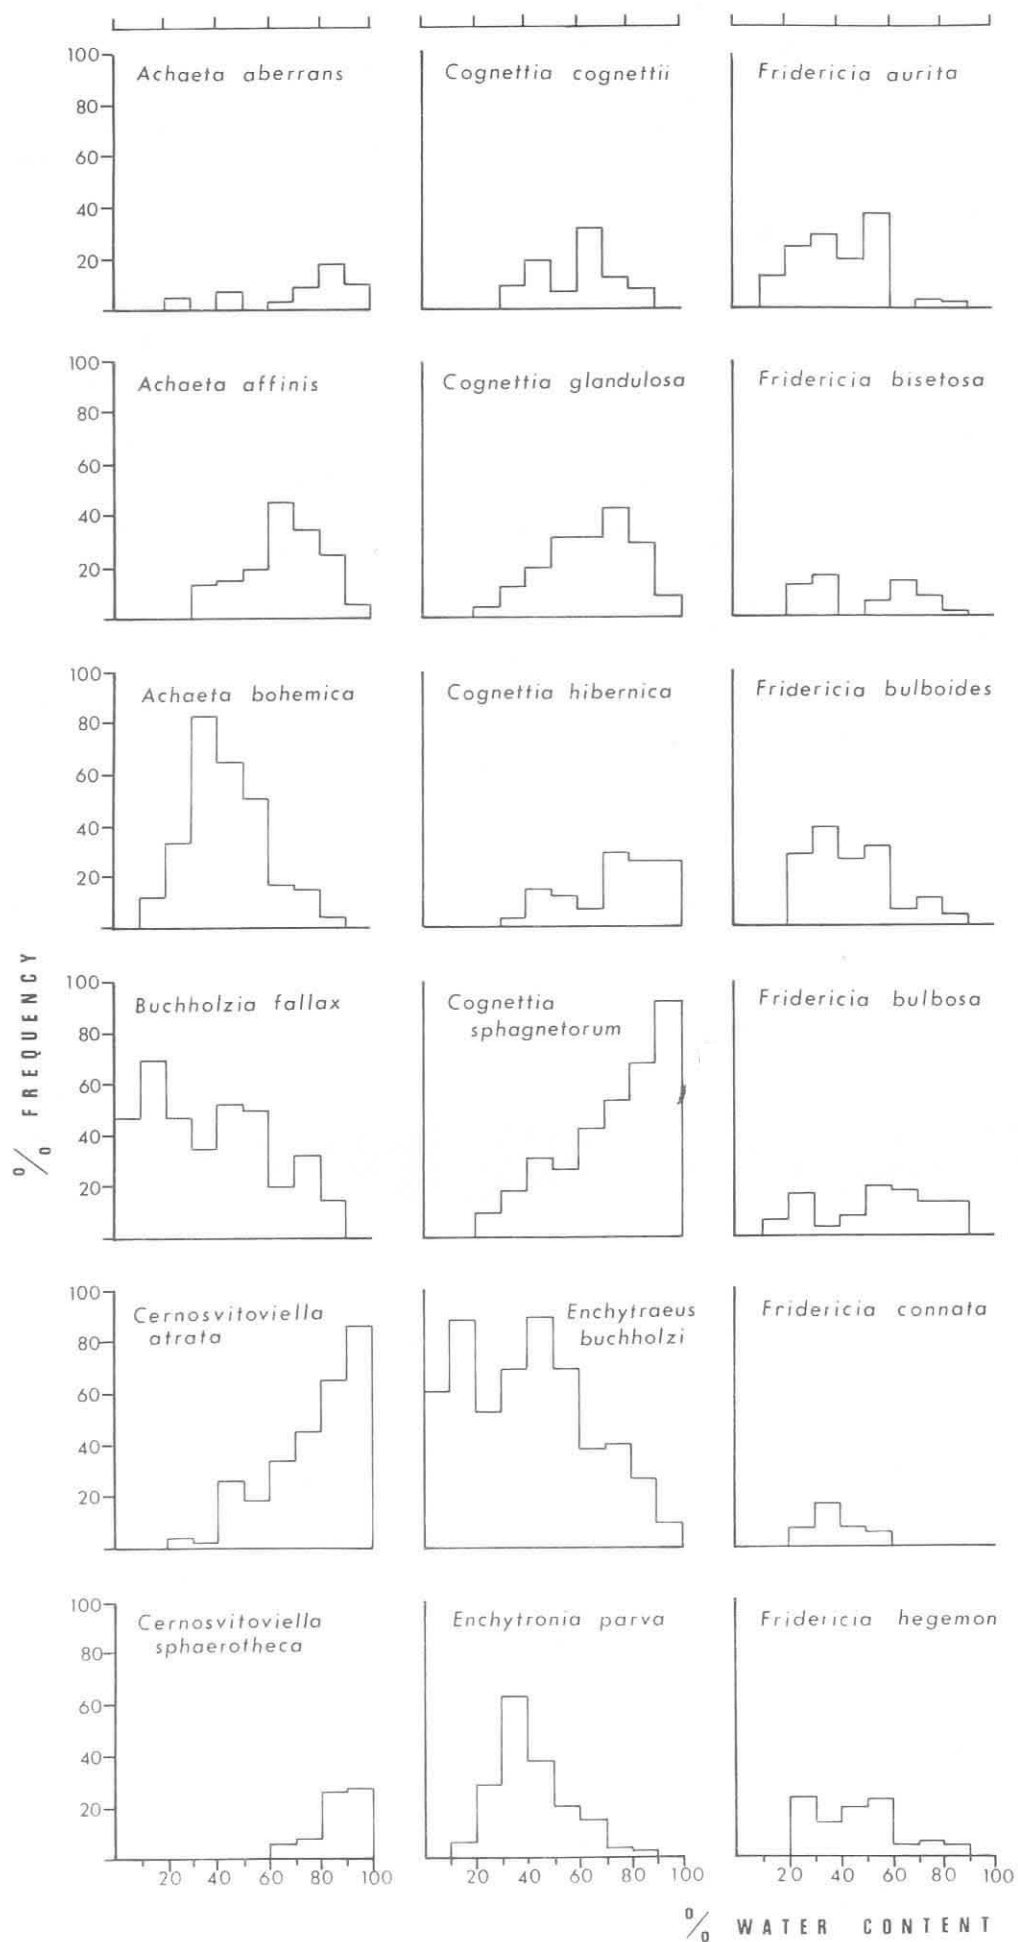 100
80
60
40
20
Achaeta aberrans
Cognettia cognettii
Fridericia aurita
100
80
60
40
20
Achaeta affinis
Cognettia glandulosa
Fridericia bisetosa
100
80
60
40
20
Achaeta bohemica
Cognettia hibernica
Fridericia bulboides
100
80
60
40
20
Buchholzia fallax
Cognettia
sphagnetorum
Fridericia bulbosa
100
80
60
40
20
Cernosvitoviella
atrata
Enchytraeus
buchholzi
Fridericia connata
100
80
60
40
20
Cernosvitoviella
sphaerotheca
Enchytronia parva
Fridericia hegemon
20 40 60 80 100
20 40 60 80 100
20 40 60 80 100
% FREQUENCY
% WATER CONTENT